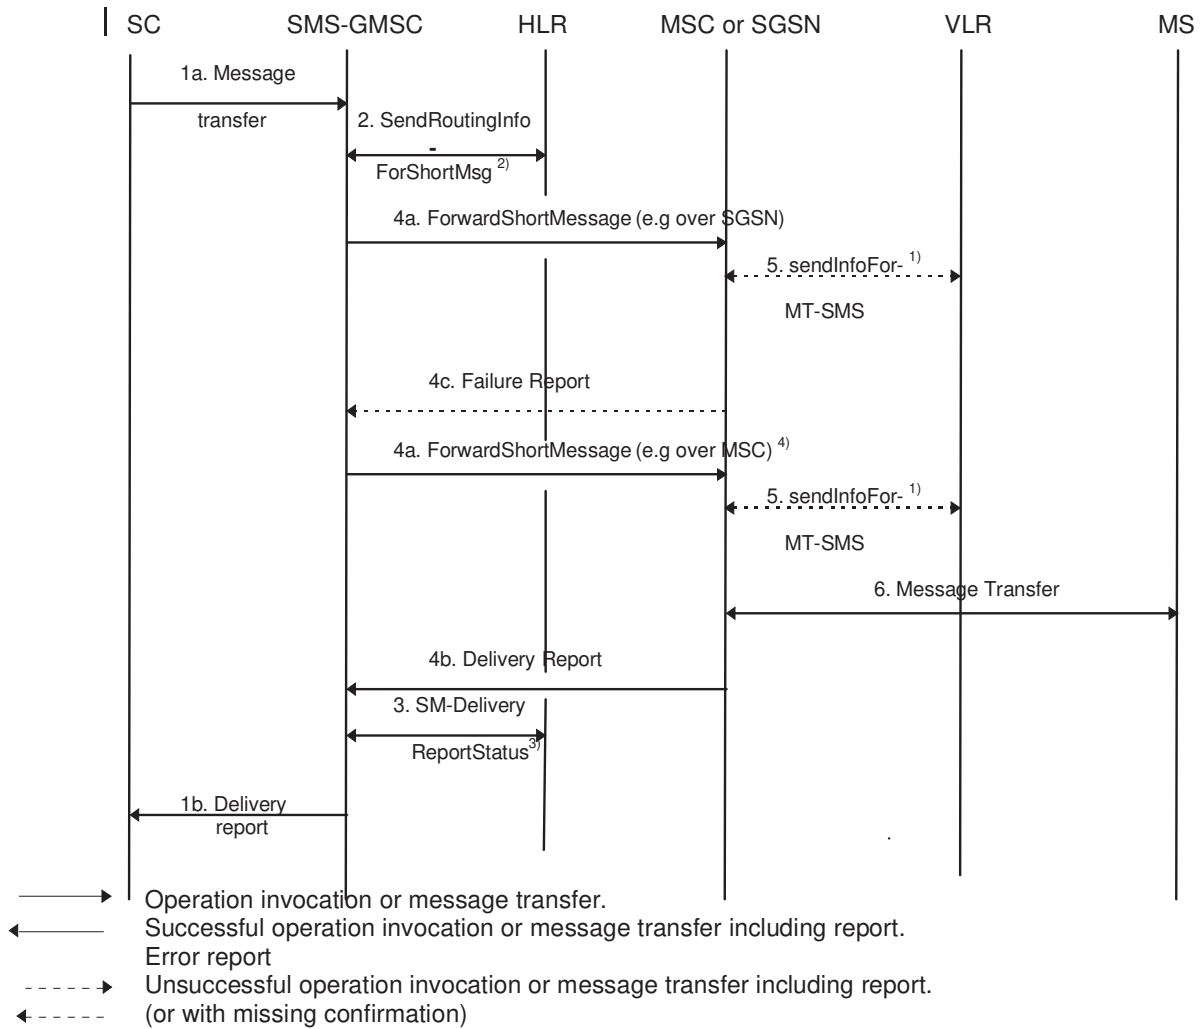 SC SMS-GMSC HLR MSC or SGSN VLR MS
1a. Message
transfer
2. SendRoutingInfo
-
ForShortMsg 2)
4a. ForwardShortMessage (e.g over SGSN)
5. sendInfoFor- 1)
MT-SMS
4c. Failure Report
4a. ForwardShortMessage (e.g over MSC) 4)
5. sendInfoFor- 1)
MT-SMS
6. Message Transfer
4b. Delivery Report
3. SM-Delivery
ReportStatus3)
1b. Delivery
report
Operation invocation or message transfer.
Successful operation invocation or message transfer including report.
Error report
Unsuccessful operation invocation or message transfer including report.
(or with missing confirmation)